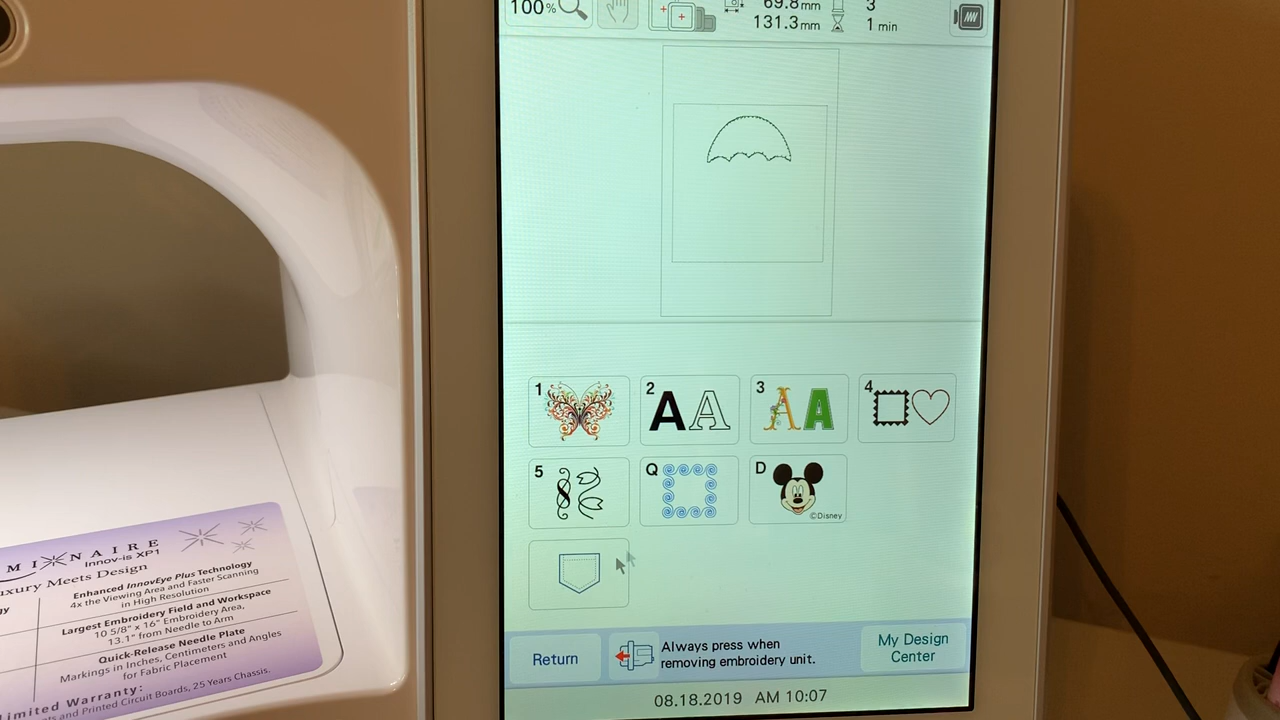 100%
69.8mm
3
131.3mm
1 min
1
2 A A
3 A A
4
5
Q
D
©Disney
Return
Always press when
removing embroidery unit.
My Design
Center
08.18.2019 AM 10:07
Innov-is XP1
Luxury Meets Design
Enhanced InnovEye Plus Technology
4x the Viewing Area and Faster Scanning
in High Resolution
Largest Embroidery Field and Workspace
10 5/8" x 16" Embroidery Area,
13.1" from Needle to Arm
Quick-Release Needle Plate
Markings in Inches, Centimeters and Angles
for Fabric Placement
Limited Warranty:
and Printed Circuit Boards, 25 Years Chassis.